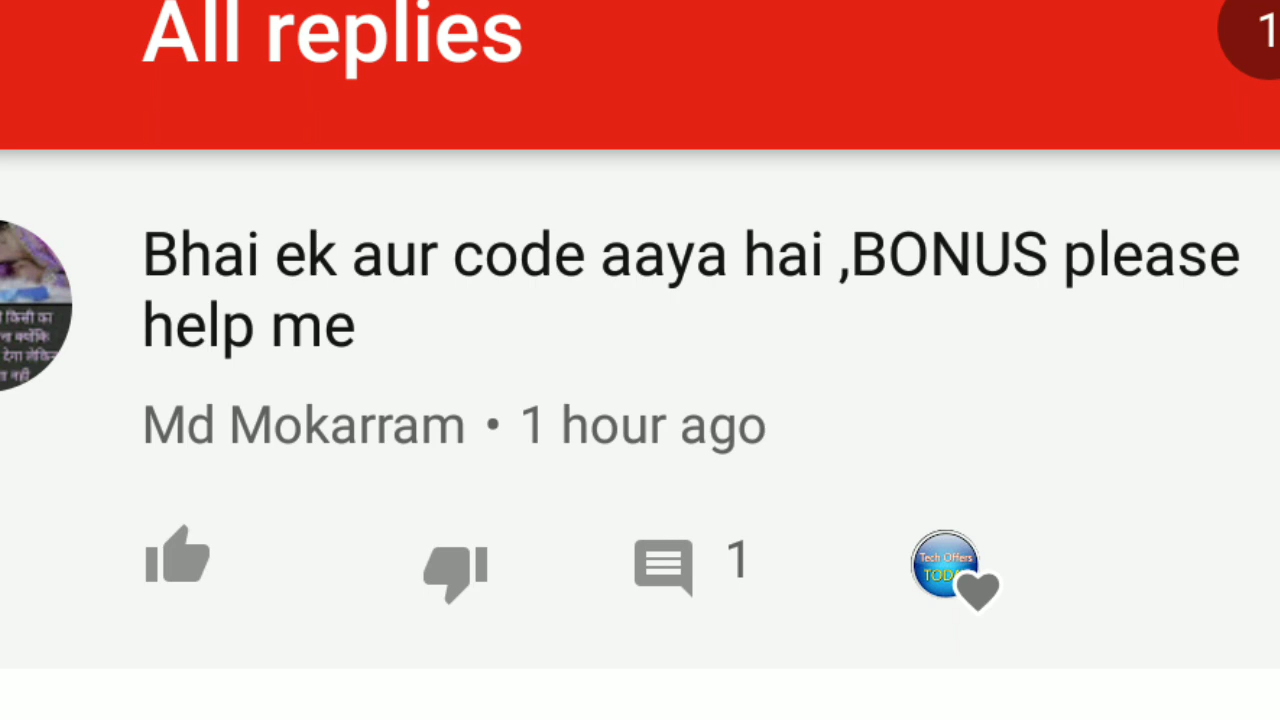 All replies
1
Bhai ek aur code aaya hai ,BONUS please
help me
Md Mokarram • 1 hour ago
1
Tech Offers